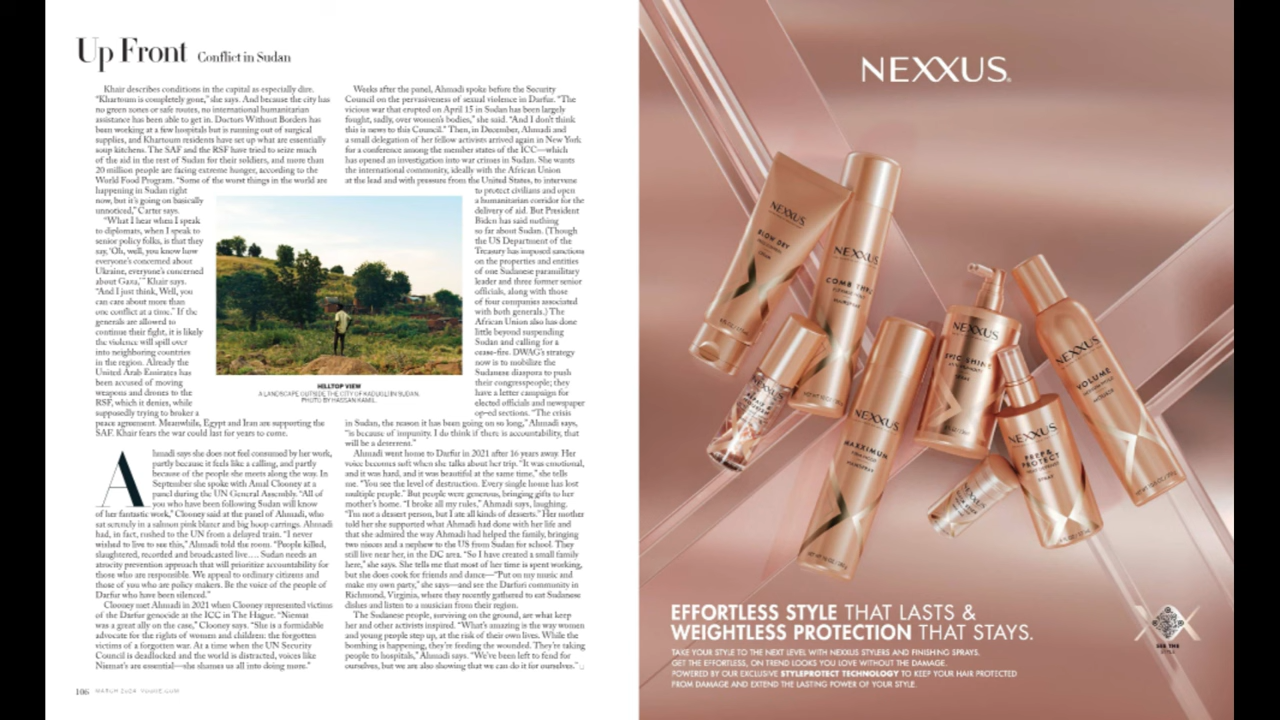 Up Front Conflict in Sudan
Khair describes conditions in the capital as especially dire.
“Khartoum is completely gone,” she says. And because the city has
no green zones or safe routes, no international humanitarian
assistance has been able to get in. Doctors Without Borders has
been working at a few hospitals but is running out of surgical
supplies, and Khartoum residents have set up what are essentially
soup kitchens. The SAF and the RSF have tried to seize much
of the aid in the rest of Sudan for their soldiers, and more than
20 million people are facing extreme hunger, according to the
World Food Program. “Some of the worst things in the world are
happening in Sudan right
now, but it’s going on basically
unnoticed,” Carter says.
“What I hear when I speak
to diplomats, when I speak to
senior policy folks, is that they
say, ‘Oh, well, you know how
everyone’s concerned about
Ukraine, everyone’s concerned
about Gaza,’” Khair says.
“And I just think, Well, you
can care about more than
one conflict at a time.” If the
generals are allowed to
continue their fight, it is likely
the violence will spill over
into neighboring countries
in the region. Already the
United Arab Emirates has
been accused of moving
weapons and drones to the
RSF, which it denies, while
supposedly trying to broker a
peace agreement. Meanwhile, Egypt and Iran are supporting the
SAF. Khair fears the war could last for years to come.
Ahmadi says she does not feel consumed by her work,
partly because it feels like a calling, and partly
because of the people she meets along the way. In
September she spoke with Amal Clooney at a
panel during the UN General Assembly. “All of
you who have been following Sudan will know
of her fantastic work,” Clooney said at the panel of Ahmadi, who
sat serenely in a salmon pink blazer and big hoop earrings. Ahmadi
had, in fact, rushed to the UN from a delayed train. “I never
wished to live to see this,” Ahmadi told the room. “People killed,
slaughtered, recorded and broadcasted live.... Sudan needs an
atrocity prevention approach that will prioritize accountability for
those who are responsible. We appeal to ordinary citizens and
those of you who are policy makers. Be the voice of the people of
Darfur who have been silenced.”
Clooney met Ahmadi in 2021 when Clooney represented victims
of the Darfur genocide at the ICC in The Hague. “Niemat
was a great ally on the case,” Clooney says. “She is a formidable
advocate for the rights of women and children: the forgotten
victims of a forgotten war. At a time when the UN Security
Council is deadlocked and the world is distracted, voices like
Niemat’s are essential—she shames us all into doing more.”
Weeks after the panel, Ahmadi spoke before the Security
Council on the pervasiveness of sexual violence in Darfur. “The
vicious war that erupted on April 15 in Sudan has been largely
fought, sadly, over women’s bodies,” she said. “And I don’t think
this is news to this Council.” Then, in December, Ahmadi and
a small delegation of her fellow activists arrived again in New York
for a conference among the member states of the ICC—which
has opened an investigation into war crimes in Sudan. She wants
the international community, ideally with the African Union
at the lead and with pressure from the United States, to intervene
to protect civilians and open
a humanitarian corridor for the
delivery of aid. But President
Biden has said nothing
so far about Sudan. (Though
the US Department of the
Treasury has imposed sanctions
on the properties and entities
of one Sudanese paramilitary
leader and three former senior
officials, along with those
of four companies associated
with both generals.) The
African Union also has done
little beyond suspending
Sudan and calling for a
cease-fire. DWAG’s strategy
now is to mobilize the
Sudanese diaspora to push
their congresspeople; they
have a letter campaign for
elected officials and newspaper
op-ed sections. “The crisis
in Sudan, the reason it has been going on so long,” Ahmadi says,
“is because of impunity. I do think if there is accountability, that
will be a deterrent.”
Ahmadi went home to Darfur in 2021 after 16 years away. Her
voice becomes soft when she talks about her trip. “It was emotional,
and it was hard, and it was beautiful at the same time,” she tells
me. “You see the level of destruction. Every single home has lost
multiple people.” But people were generous, bringing gifts to her
mother’s home. “I broke all my rules,” Ahmadi says, laughing.
“I’m not a dessert person, but I ate all kinds of desserts.” Her mother
told her she supported what Ahmadi had done with her life and
that she admired the way Ahmadi had helped the family, bringing
two nieces and a nephew to the US from Sudan for school. They
still live near her, in the DC area. “So I have created a small family
here,” she says. She tells me that most of her time is spent working,
but she does cook for friends and dance—“Put on my music and
make my own party,” she says—and see the Darfuri community in
Richmond, Virginia, where they recently gathered to eat Sudanese
dishes and listen to a musician from their region.
The Sudanese people, surviving on the ground, are what keep
her and other activists inspired. “What’s amazing is the way women
and young people step up, at the risk of their own lives. While the
bombing is happening, they’re feeding the wounded. They’re taking
people to hospitals,” Ahmadi says. “We’ve been left to fend for
ourselves, but we are also showing that we can do it for ourselves.”
HILLTOP VIEW
A LANDSCAPE OUTSIDE THE CITY OF KADUGLI IN SUDAN.
PHOTO BY HASSAN KAMIL.
106 MARCH 2024 VOGUE.COM
NEXXUS.
NEXXUS
BLOW DRY
NEXXUS
COMB THRU
HAIRSPRAY
NEXXUS
EPIC SHINE
SPRAY
NEXXUS
VOLUME
MOUSSE
NEXXUS
MAXXIMUM
HAIRSPRAY
NEXXUS
PREP &
PROTECT
SPRAY
EFFORTLESS STYLE THAT LASTS &
WEIGHTLESS PROTECTION THAT STAYS.
TAKE YOUR STYLE TO THE NEXT LEVEL WITH NEXXUS STYLERS AND FINISHING SPRAYS.
GET THE EFFORTLESS, ON TREND LOOKS YOU LOVE WITHOUT THE DAMAGE.
POWERED BY OUR EXCLUSIVE STYLEPROTECT TECHNOLOGY TO KEEP YOUR HAIR PROTECTED
FROM DAMAGE AND EXTEND THE LASTING POWER OF YOUR STYLE.
SEE THE
STYLE